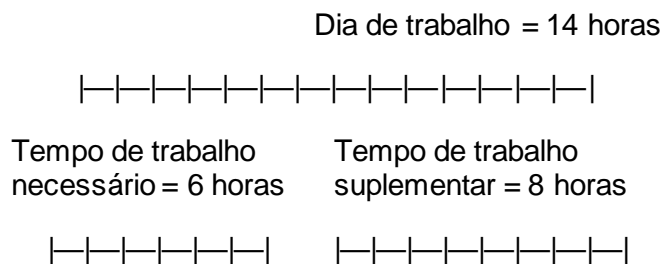 Dia de trabalho = 14 horas
|—|—|—|—|—|—|—|—|—|—|—|—|—|—|
Tempo de trabalho
necessário = 6 horas
|—|—|—|—|—|—|
Tempo de trabalho
suplementar = 8 horas
|—|—|—|—|—|—|—|—|